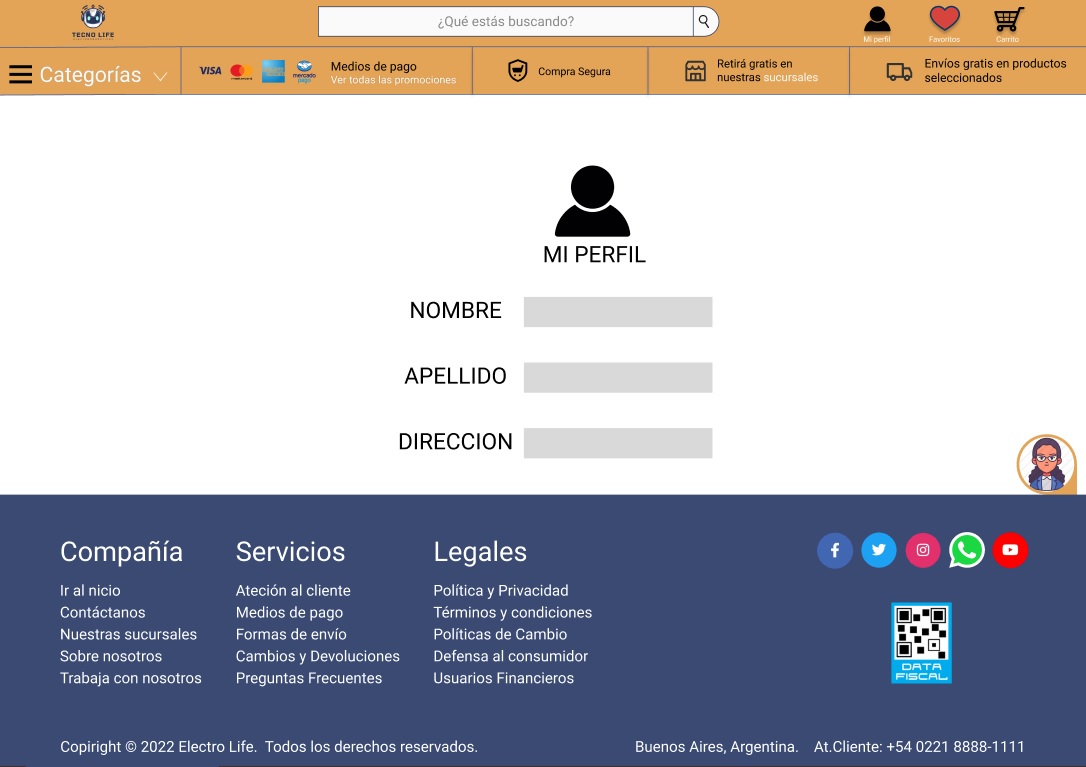 TECNO LIFE
¿Qué estás buscando?
Mi perfil
Favoritos
Carrito
Categorías
VISA
mercado
pago
Medios de pago
Ver todas las promociones
Compra Segura
Retirá gratis en
nuestras sucursales
Envíos gratis en productos
seleccionados
MI PERFIL
NOMBRE
APELLIDO
DIRECCION
Compañía
Ir al nicio
Contáctanos
Nuestras sucursales
Sobre nosotros
Trabaja con nosotros
Servicios
Ateción al cliente
Medios de pago
Formas de envío
Cambios y Devoluciones
Preguntas Frecuentes
Legales
Política y Privacidad
Términos y condiciones
Políticas de Cambio
Defensa al consumidor
Usuarios Financieros
DATA
FISCAL
Copiright © 2022 Electro Life. Todos los derechos reservados.
Buenos Aires, Argentina. At.Cliente: +54 0221 8888-1111